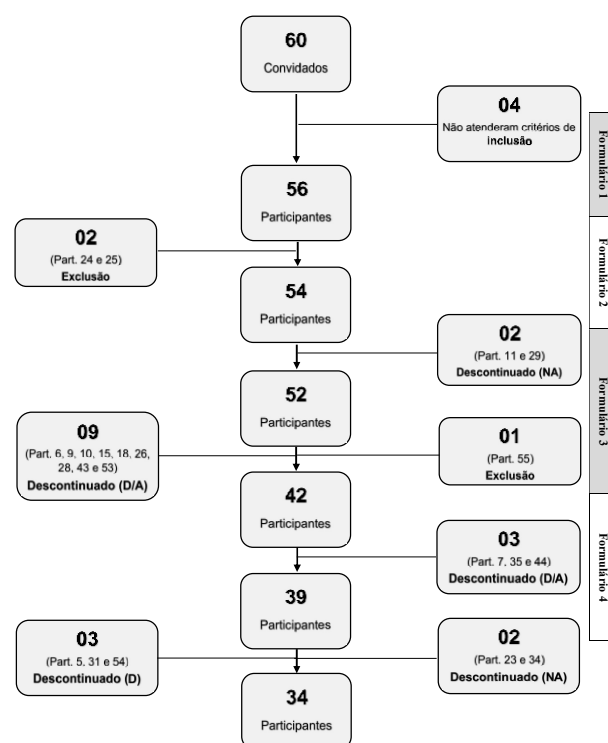 60
Convidados
04
Não atenderam critérios de
inclusão
Formulário 1
56
Participantes
02
(Part. 24 e 25)
Exclusão
Formulário 2
54
Participantes
02
(Part. 11 e 29)
Descontinuado (NA)
52
Participantes
Formulário 3
09
(Part. 6, 9, 10, 15, 18, 26,
28, 43 e 53)
Descontinuado (D/A)
01
(Part. 55)
Exclusão
42
Participantes
03
(Part. 7, 35 e 44)
Descontinuado (D/A)
Formulário 4
39
Participantes
03
(Part. 5, 31 e 54)
Descontinuado (D)
02
(Part. 23 e 34)
Descontinuado (NA)
34
Participantes